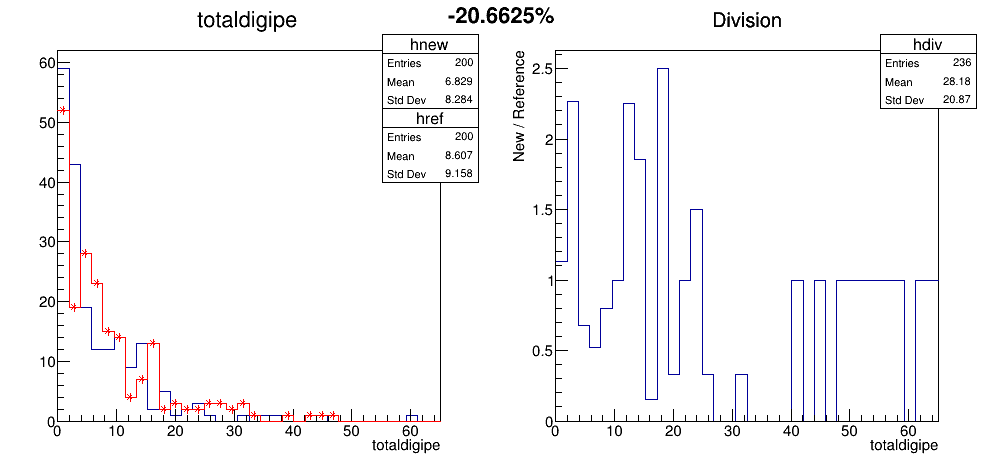 -20.6625%
totaldigipe
hnew
Entries 200
Mean 6.829
Std Dev 8.284
href
Entries 200
Mean 8.607
Std Dev 9.158
60
50
40
30
20
10
0
0 10 20 30 40 50 60
totaldigipe
Division
hdiv
Entries 236
Mean 28.18
Std Dev 20.87
New / Reference
2.5
2
1.5
1
0.5
0
0 10 20 30 40 50 60
totaldigipe